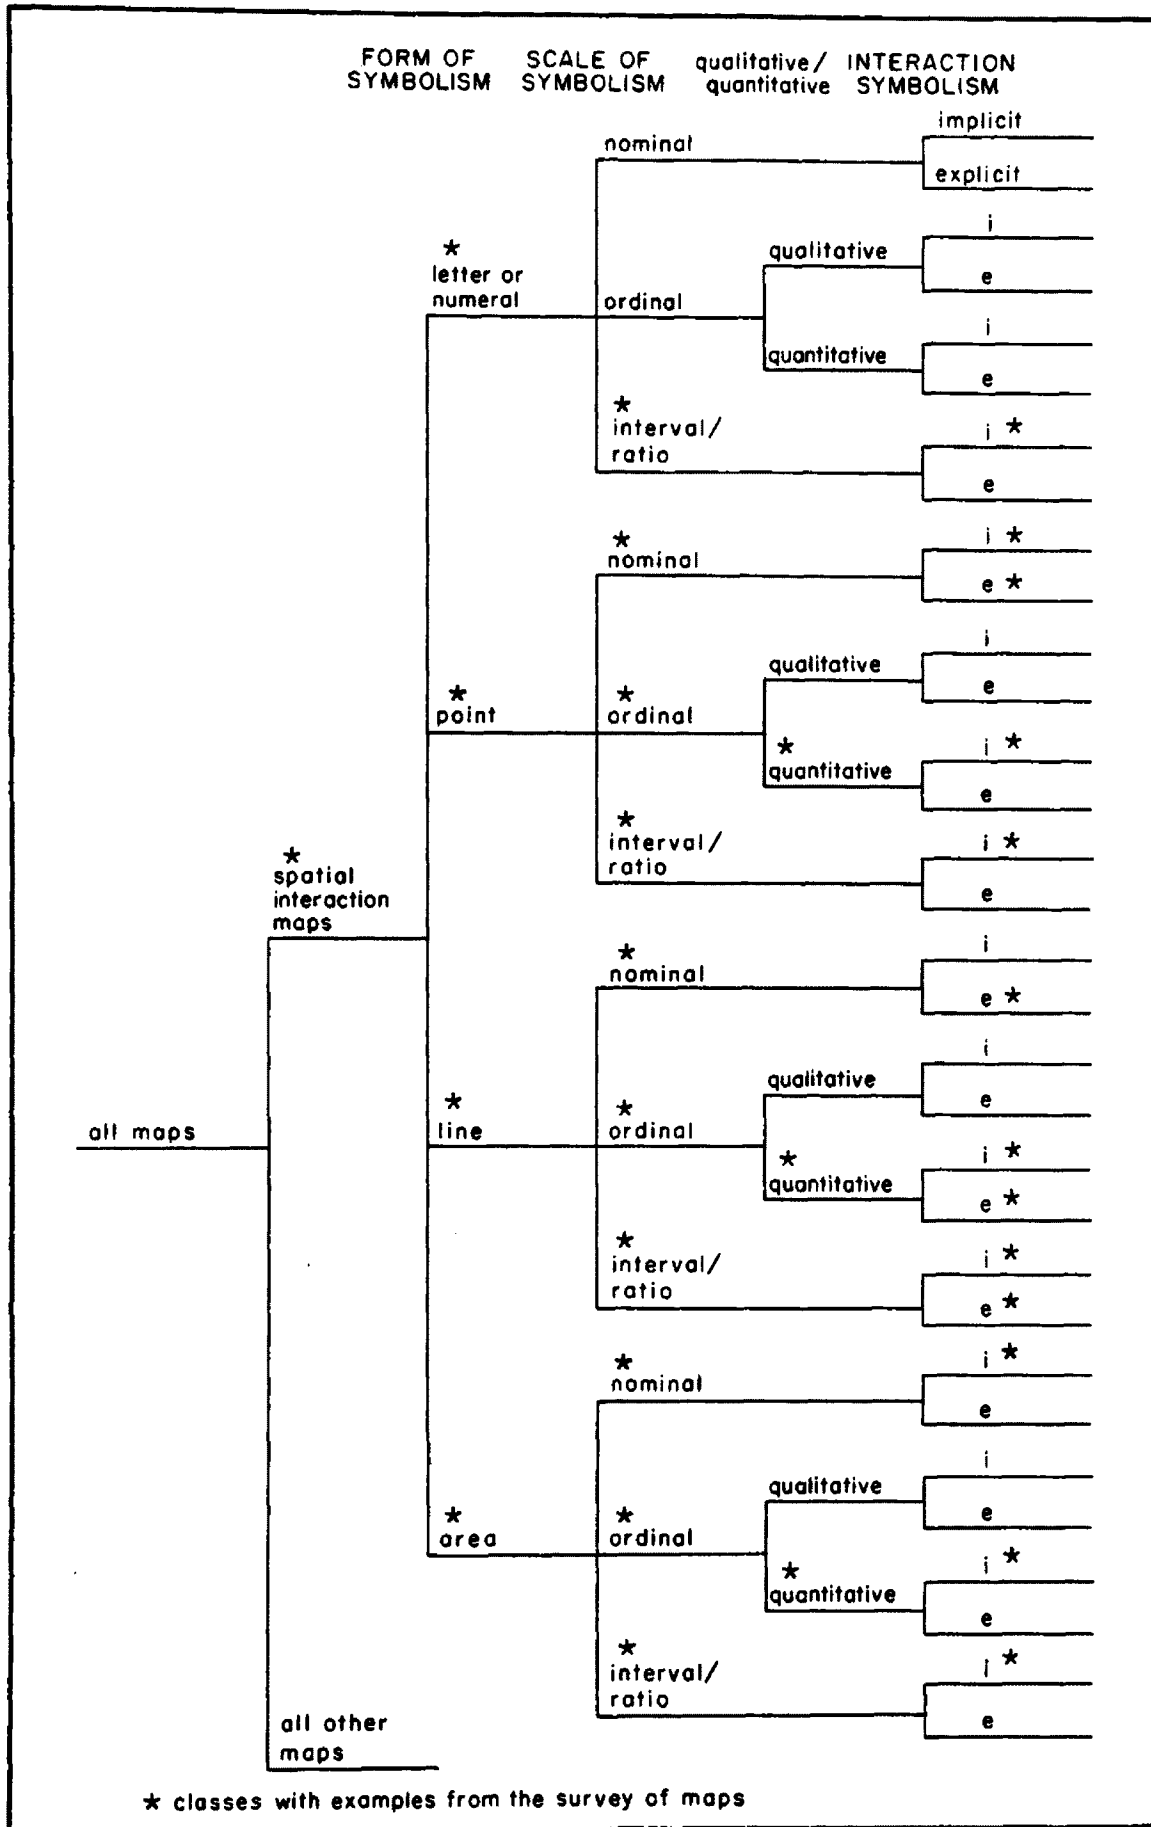 FORM OF SCALE OF qualitative/ INTERACTION
SYMBOLISM SYMBOLISM quantitative SYMBOLISM
implicit
nominal
explicit
i
*
qualitative
letter or
e
numeral
ordinal
i
quantitative
e
*
interval/
i *
ratio
e
i *
*
nominal
e *
i
qualitative
*
*
e
point
ordinal
i *
*
quantitative
e
*
interval/
i *
ratio
e
*
spatial
interaction
maps
i
*
nominal
e *
i
qualitative
*
*
e
all maps
line
ordinal
i *
*
quantitative
e *
*
interval/
i *
ratio
e *
i *
*
nominal
e
i
qualitative
*
*
e
area
ordinal
i *
*
quantitative
e
*
interval/
i *
ratio
e
all other
maps
* classes with examples from the survey of maps